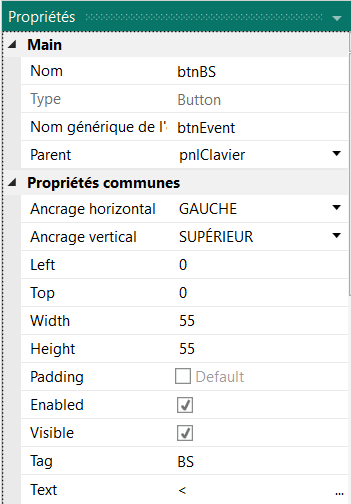 Propriétés
Main
Nom btnBS
Type Button
Nom générique de l'é btnEvent
Parent pnlClavier
Propriétés communes
Ancrage horizontal GAUCHE
Ancrage vertical SUPÉRIEUR
Left 0
Top 0
Width 55
Height 55
Padding Default
Enabled
Visible
Tag BS
Text < ...